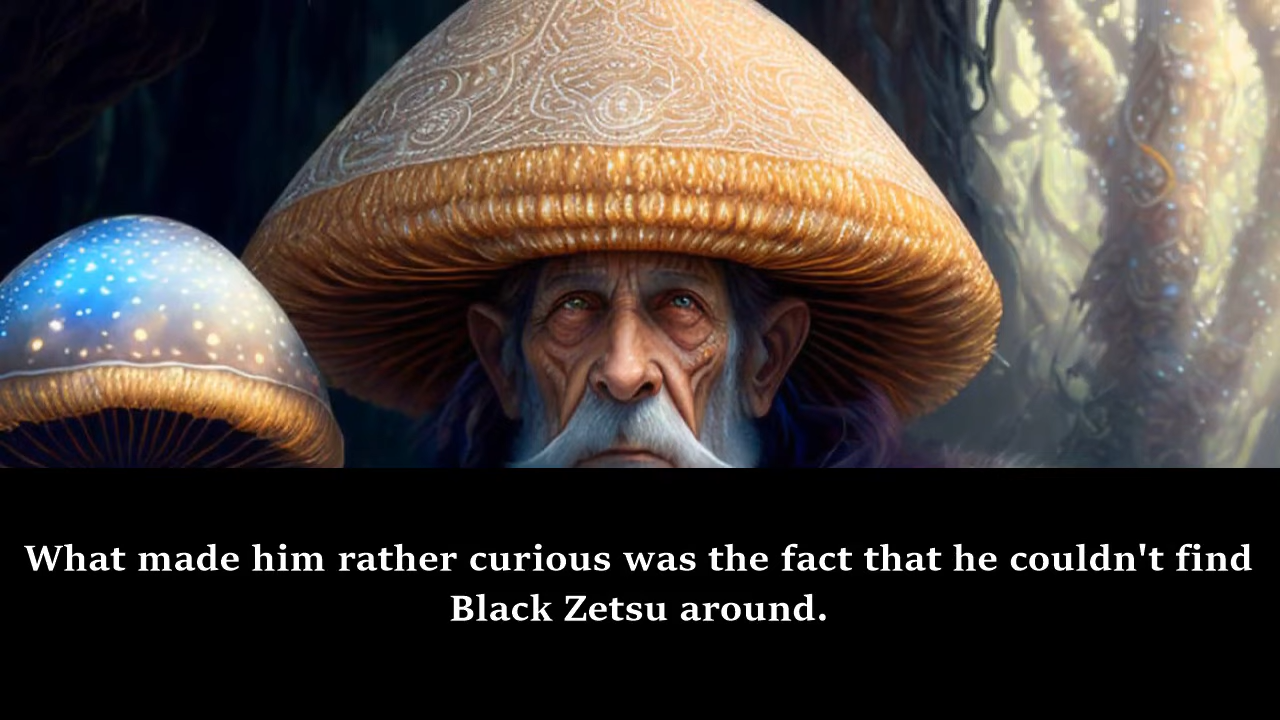 What made him rather curious was the fact that he couldn't find
Black Zetsu around.